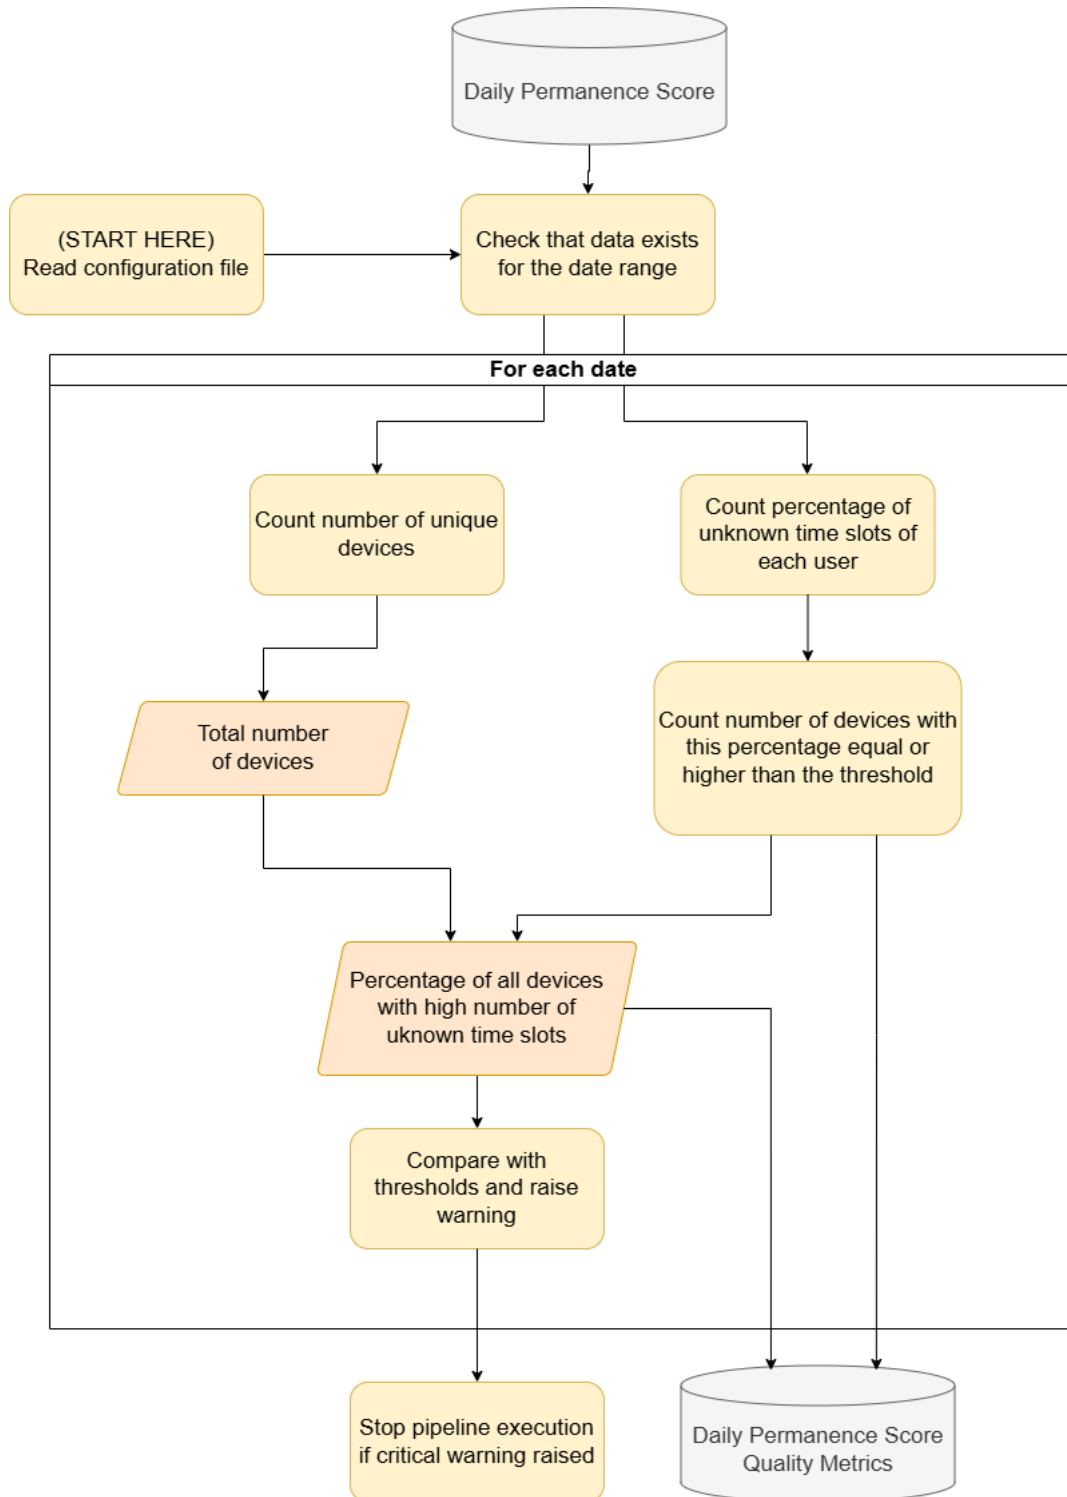 Daily Permanence Score
(START HERE)
Read configuration file
Check that data exists
for the date range
For each date
Count number of unique
devices
Count percentage of
unknown time slots of
each user
Total number
of devices
Count number of devices with
this percentage equal or
higher than the threshold
Percentage of all devices
with high number of
uknown time slots
Compare with
thresholds and raise
warning
Stop pipeline execution
if critical warning raised
Daily Permanence Score
Quality Metrics